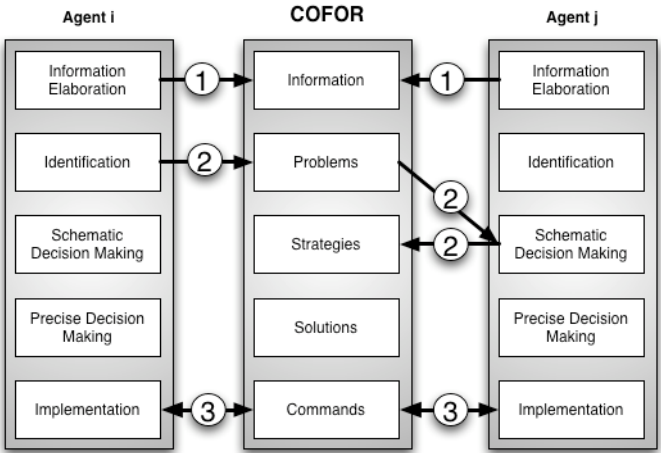 Agent i
COFOR
Agent j
Information
Elaboration
1
Information
1
Information
Elaboration
Identification
2
Problems
2
Identification
Schematic
Decision Making
Strategies
2
Schematic
Decision Making
Precise Decision
Making
Solutions
Precise Decision
Making
Implementation
3
Commands
3
Implementation